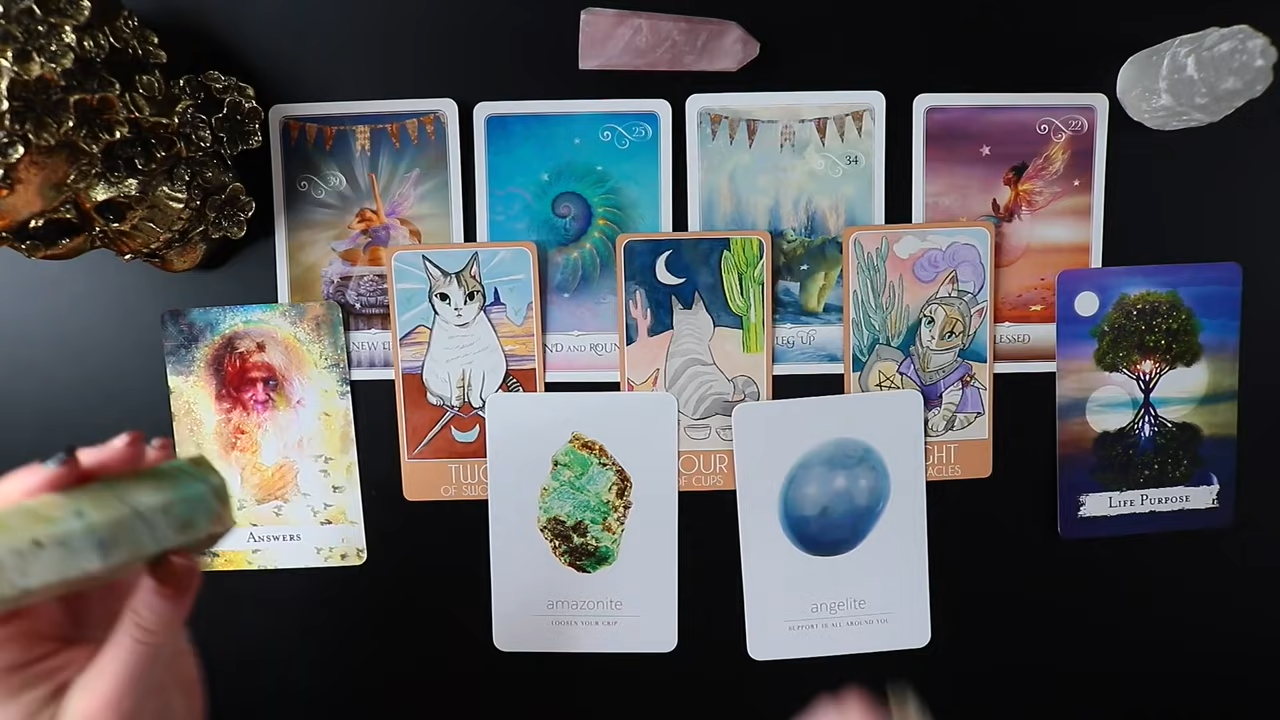 39
25
34
22
NEW
ND AND ROUN
LEG UP
LESSED
TWO
OF SWO
OUR
OF CUPS
GHT
ACLES
ANSWERS
LIFE PURPOSE
amazonite
LOOSEN YOUR GRIP
angelite
SUPPORT IS ALL AROUND YOU